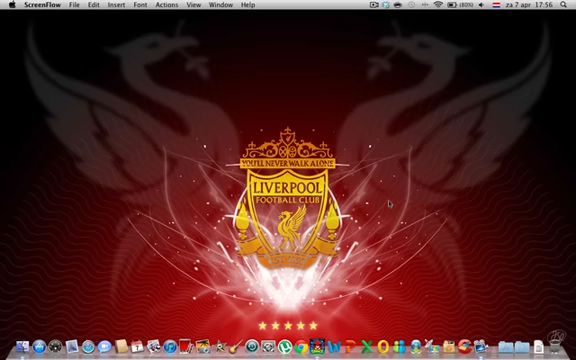 ScreenFlow File Edit Insert Font Actions View Window Help (80%) za 7 apr 17:56
YOU'LL NEVER WALK ALONE
LIVERPOOL
FOOTBALL CLUB